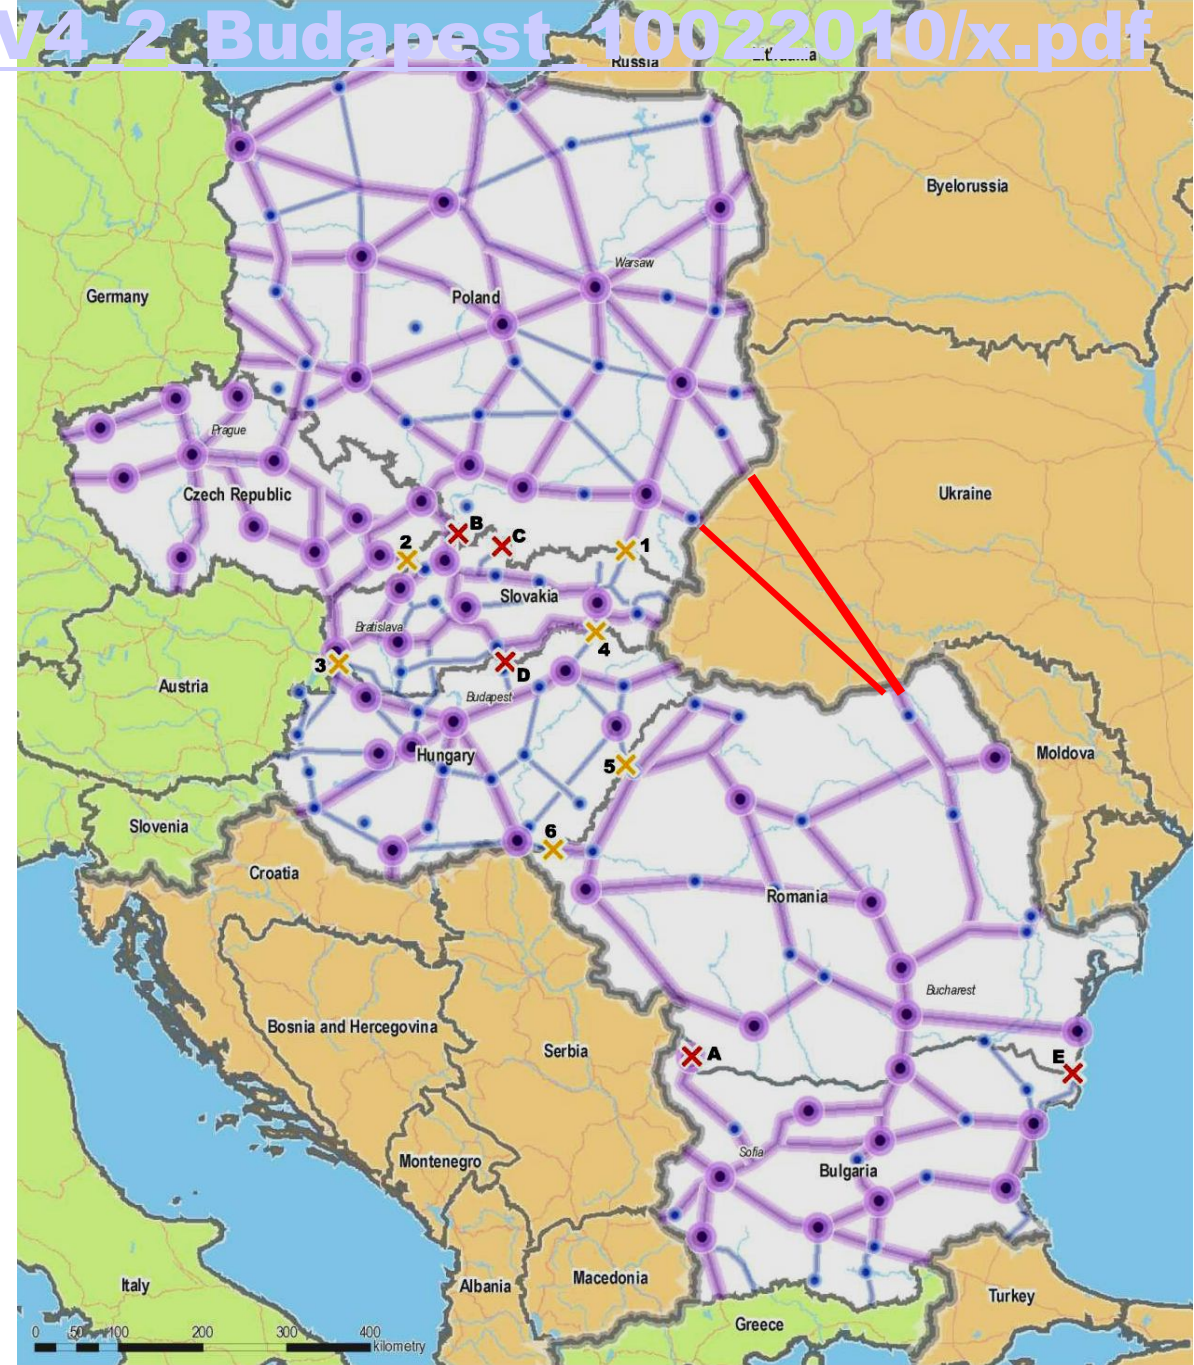 V4_2_Budapest_10022010/x.pdf
Russia
Lithuania
Byelorussia
Warsaw
Germany
Poland
Prague
Czech Republic
Ukraine
B
C
2
1
Slovakia
Bratislava
4
3
D
Austria
Budapest
Hungary
Moldova
5
Slovenia
6
Croatia
Romania
Bucharest
Bosnia and Hercegovina
Serbia
A
E
Sofia
Montenegro
Bulgaria
Italy
Albania
Macedonia
Turkey
Greece
0 50 100 200 300 400
kilometry